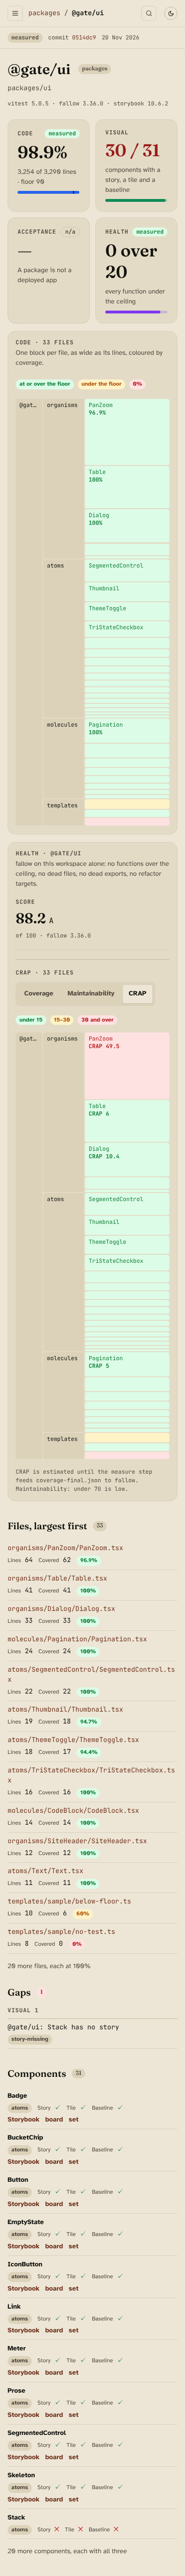 packages / @gate/ui
measured commit 0514dc9 20 Nov 2026
@gate/ui packages
packages/ui
vitest 5.0.5 · fallow 3.36.0 · storybook 10.6.2
CODE measured
98.9%
3,254 of 3,290 lines · floor 90
VISUAL
30 / 31
components with a story, a tile and a baseline
ACCEPTANCE n/a
—
A package is not a deployed app
HEALTH measured
0 over 20
every function under the ceiling
CODE · 33 FILES
One block per file, as wide as its lines, coloured by coverage.
at or over the floor under the floor 0%
@gat… organisms PanZoom
96.9%
Table
100%
Dialog
100%
atoms SegmentedControl
Thumbnail
ThemeToggle
TriStateCheckbox
molecules Pagination
100%
templates
HEALTH · @GATE/UI
fallow on this workspace alone: no functions over the ceiling, no dead files, no dead exports, no refactor targets.
SCORE
88.2 A
of 100 · fallow 3.36.0
CRAP · 33 FILES
Coverage Maintainability CRAP
under 15 15–30 30 and over
@gat… organisms PanZoom
CRAP 49.5
Table
CRAP 6
Dialog
CRAP 10.4
atoms SegmentedControl
Thumbnail
ThemeToggle
TriStateCheckbox
molecules Pagination
CRAP 5
templates
CRAP is estimated until the measure step feeds coverage-final.json to fallow. Maintainability: under 70 is low.
Files, largest first 33
organisms/PanZoom/PanZoom.tsx
Lines 64 Covered 62 96.9%
organisms/Table/Table.tsx
Lines 41 Covered 41 100%
organisms/Dialog/Dialog.tsx
Lines 33 Covered 33 100%
molecules/Pagination/Pagination.tsx
Lines 24 Covered 24 100%
atoms/SegmentedControl/SegmentedControl.tsx
Lines 22 Covered 22 100%
atoms/Thumbnail/Thumbnail.tsx
Lines 19 Covered 18 94.7%
atoms/ThemeToggle/ThemeToggle.tsx
Lines 18 Covered 17 94.4%
atoms/TriStateCheckbox/TriStateCheckbox.tsx
Lines 16 Covered 16 100%
molecules/CodeBlock/CodeBlock.tsx
Lines 14 Covered 14 100%
organisms/SiteHeader/SiteHeader.tsx
Lines 12 Covered 12 100%
atoms/Text/Text.tsx
Lines 11 Covered 11 100%
templates/sample/below-floor.ts
Lines 10 Covered 6 60%
templates/sample/no-test.ts
Lines 8 Covered 0 0%
20 more files, each at 100%
Gaps 1
VISUAL 1
@gate/ui: Stack has no story
story-missing
Components 31
Badge
atoms Story ✓ Tile ✓ Baseline ✓
Storybook board set
BucketChip
atoms Story ✓ Tile ✓ Baseline ✓
Storybook board set
Button
atoms Story ✓ Tile ✓ Baseline ✓
Storybook board set
EmptyState
atoms Story ✓ Tile ✓ Baseline ✓
Storybook board set
IconButton
atoms Story ✓ Tile ✓ Baseline ✓
Storybook board set
Link
atoms Story ✓ Tile ✓ Baseline ✓
Storybook board set
Meter
atoms Story ✓ Tile ✓ Baseline ✓
Storybook board set
Prose
atoms Story ✓ Tile ✓ Baseline ✓
Storybook board set
SegmentedControl
atoms Story ✓ Tile ✓ Baseline ✓
Storybook board set
Skeleton
atoms Story ✓ Tile ✓ Baseline ✓
Storybook board set
Stack
atoms Story ✗ Tile ✗ Baseline ✗
20 more components, each with all three